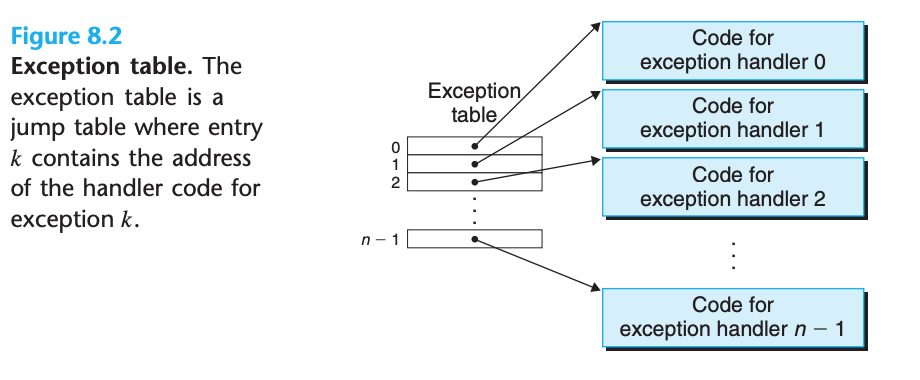 Figure 8.2
Exception table. The
exception table is a
jump table where entry
k contains the address
of the handler code for
exception k.
Exception
table
0
1
2
n − 1
Code for
exception handler 0
Code for
exception handler 1
Code for
exception handler 2
Code for
exception handler n − 1